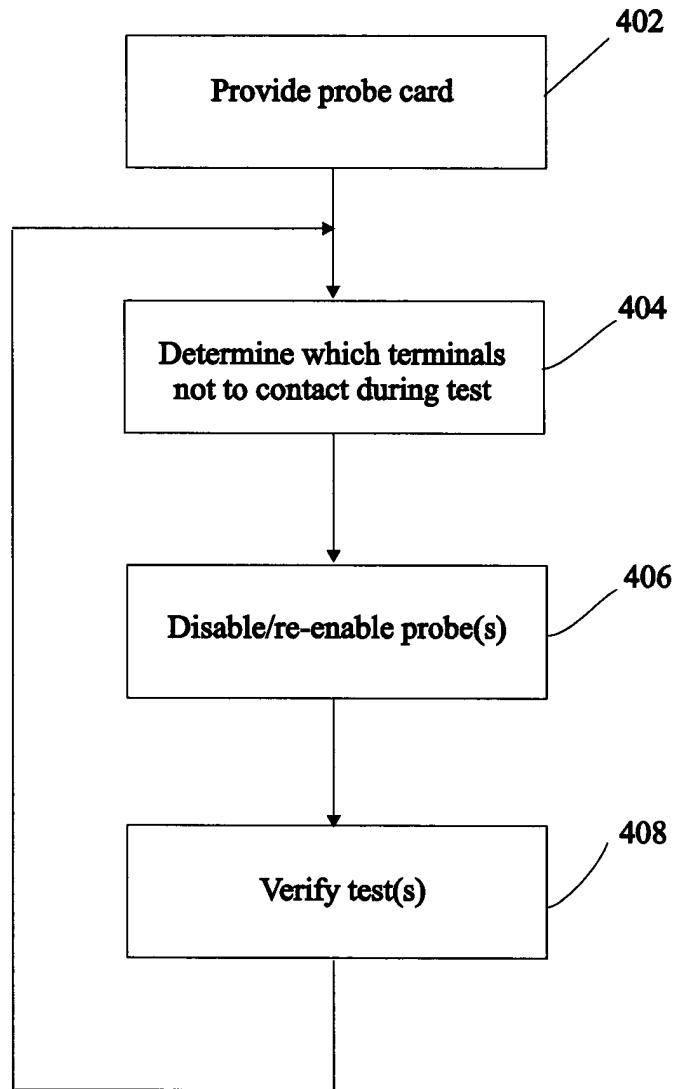 402
Provide probe card
404
Determine which terminals
not to contact during test
406
Disable/re-enable probe(s)
408
Verify test(s)